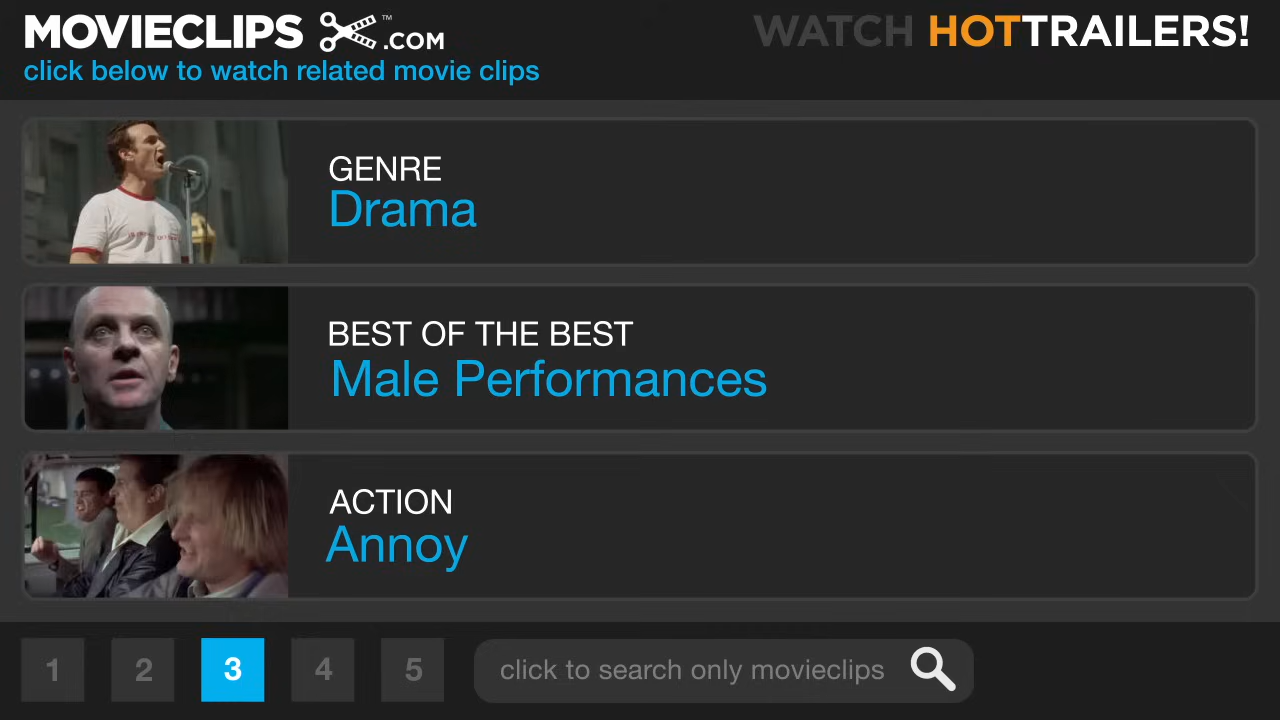 MOVIECLIPS™.COM
WATCH HOTTRAILERS!
click below to watch related movie clips
GENRE
Drama
BEST OF THE BEST
Male Performances
ACTION
Annoy
1 2 3 4 5
click to search only movieclips